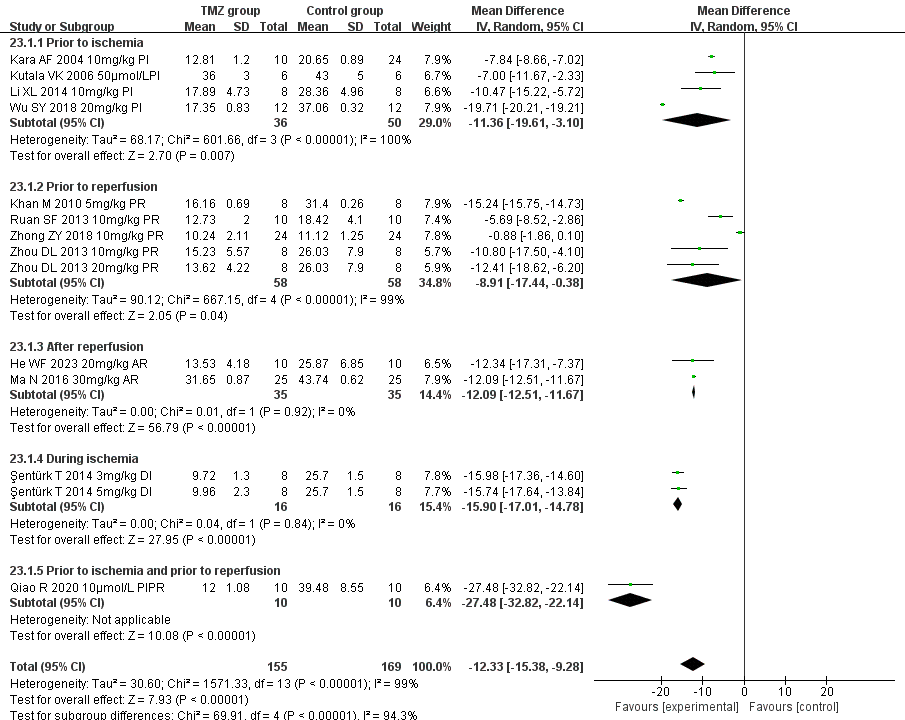 TMZ group Control group Mean Difference Mean Difference
Study or Subgroup Mean SD Total Mean SD Total Weight IV, Random, 95% CI IV, Random, 95% CI
23.1.1 Prior to ischemia
Kara AF 2004 10mg/kg PI 12.81 1.2 10 20.65 0.89 24 7.9% -7.84 [-8.66, -7.02]
Kutala VK 2006 50µmol/LPI 36 3 6 43 5 6 6.6% -7.00 [-11.67, -2.33]
Li XL 2014 10mg/kg PI 17.89 4.73 8 28.36 4.96 8 6.6% -10.47 [-15.22, -5.72]
Wu SY 2018 20mg/kg PI 17.35 0.83 12 37.06 0.32 12 7.9% -19.71 [-20.21, -19.21]
Subtotal (95% CI) 36 50 29.0% -11.36 [-19.61, -3.10]
Heterogeneity: Tau² = 68.17; Chi² = 601.66, df = 3 (P < 0.00001); I² = 100%
Test for overall effect: Z = 2.70 (P = 0.007)
23.1.2 Prior to reperfusion
Khan M 2010 5mg/kg PR 16.16 0.69 8 31.4 0.26 8 7.9% -15.24 [-15.75, -14.73]
Ruan SF 2013 10mg/kg PR 12.73 2 10 18.42 4.1 10 7.4% -5.69 [-8.52, -2.86]
Zhong ZY 2018 10mg/kg PR 10.24 2.11 24 11.12 1.25 24 7.8% -0.88 [-1.86, 0.10]
Zhou DL 2013 10mg/kg PR 15.23 5.57 8 26.03 7.9 8 5.7% -10.80 [-17.50, -4.10]
Zhou DL 2013 20mg/kg PR 13.62 4.22 8 26.03 7.9 8 5.9% -12.41 [-18.62, -6.20]
Subtotal (95% CI) 58 58 34.8% -8.91 [-17.44, -0.38]
Heterogeneity: Tau² = 90.12; Chi² = 667.15, df = 4 (P < 0.00001); I² = 99%
Test for overall effect: Z = 2.05 (P = 0.04)
23.1.3 After reperfusion
He WF 2023 20mg/kg AR 13.53 4.18 10 25.87 6.85 10 6.5% -12.34 [-17.31, -7.37]
Ma N 2016 30mg/kg AR 31.65 0.87 25 43.74 0.62 25 7.9% -12.09 [-12.51, -11.67]
Subtotal (95% CI) 35 35 14.4% -12.09 [-12.51, -11.67]
Heterogeneity: Tau² = 0.00; Chi² = 0.01, df = 1 (P = 0.92); I² = 0%
Test for overall effect: Z = 56.79 (P < 0.00001)
23.1.4 During ischemia
Şentürk T 2014 3mg/kg DI 9.72 1.3 8 25.7 1.5 8 7.8% -15.98 [-17.36, -14.60]
Şentürk T 2014 5mg/kg DI 9.96 2.3 8 25.7 1.5 8 7.7% -15.74 [-17.64, -13.84]
Subtotal (95% CI) 16 16 15.4% -15.90 [-17.01, -14.78]
Heterogeneity: Tau² = 0.00; Chi² = 0.04, df = 1 (P = 0.84); I² = 0%
Test for overall effect: Z = 27.95 (P < 0.00001)
23.1.5 Prior to ischemia and prior to reperfusion
Qiao R 2020 10µmol/L PIPR 12 1.08 10 39.48 8.55 10 6.4% -27.48 [-32.82, -22.14]
Subtotal (95% CI) 10 10 6.4% -27.48 [-32.82, -22.14]
Heterogeneity: Not applicable
Test for overall effect: Z = 10.08 (P < 0.00001)
Total (95% CI) 155 169 100.0% -12.33 [-15.38, -9.28]
Heterogeneity: Tau² = 30.60; Chi² = 1571.33, df = 13 (P < 0.00001); I² = 99%
Test for overall effect: Z = 7.93 (P < 0.00001)
Test for subgroup differences: Chi² = 69.91, df = 4 (P < 0.00001), I² = 94.3%
-20 -10 0 10 20
Favours [experimental] Favours [control]